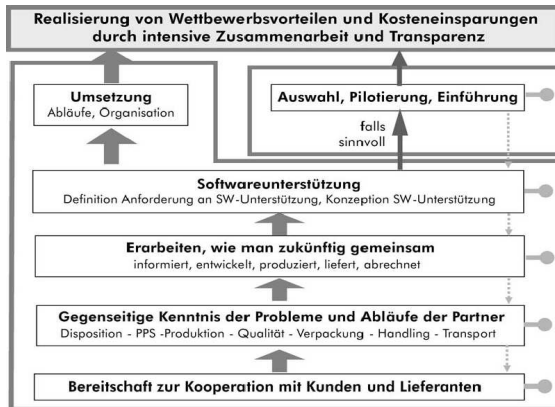 Realisierung von Wettbewerbsvorteilen und Kosteneinsparungen
durch intensive Zusammenarbeit und Transparenz
Umsetzung
Abläufe, Organisation
Auswahl, Pilotierung, Einführung
falls
sinnvoll
Softwareunterstützung
Definition Anforderung an SW-Unterstützung, Konzeption SW-Unterstützung
Erarbeiten, wie man zukünftig gemeinsam
informiert, entwickelt, produziert, liefert, abrechnet
Gegenseitige Kenntnis der Probleme und Abläufe der Partner
Disposition - PPS -Produktion - Qualität - Verpackung - Handling - Transport
Bereitschaft zur Kooperation mit Kunden und Lieferanten